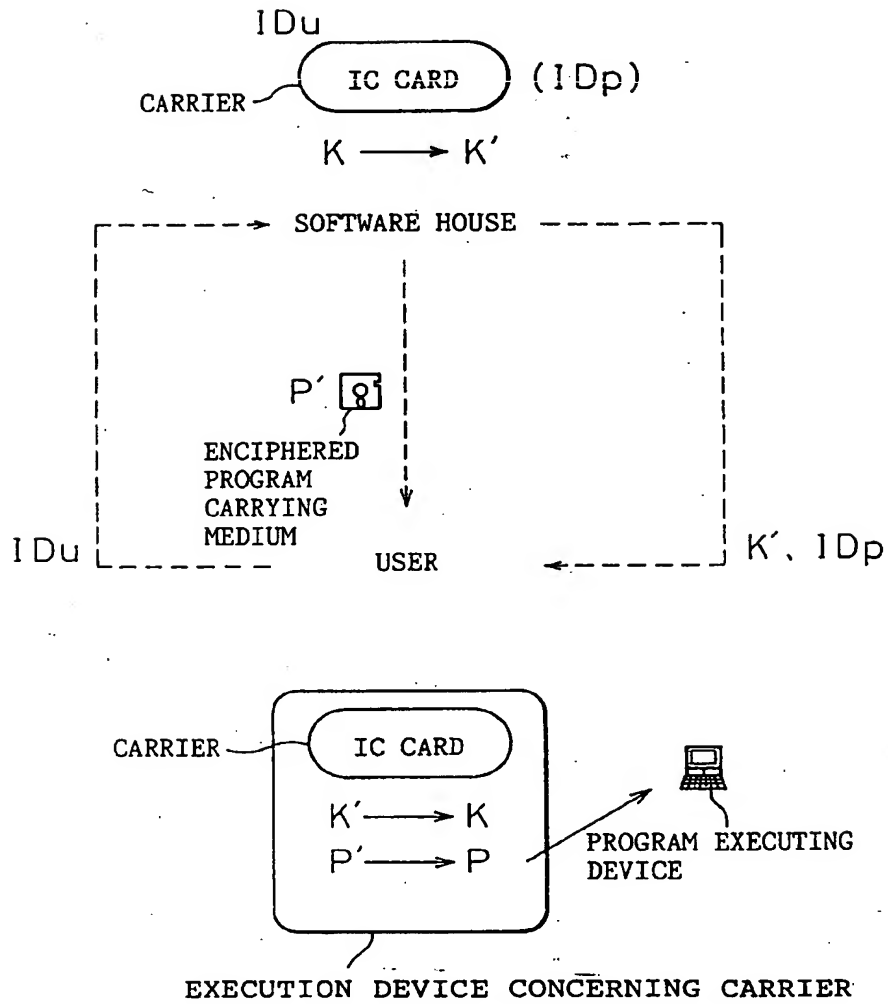 IDu
IC CARD (IDp)
CARRIER
K → K'
SOFTWARE HOUSE
P'
ENCIPHERED
PROGRAM
CARRYING
MEDIUM
IDu
USER
K', IDp
CARRIER
IC CARD
K' → K
P' → P
PROGRAM EXECUTING
DEVICE
EXECUTION DEVICE CONCERNING CARRIER